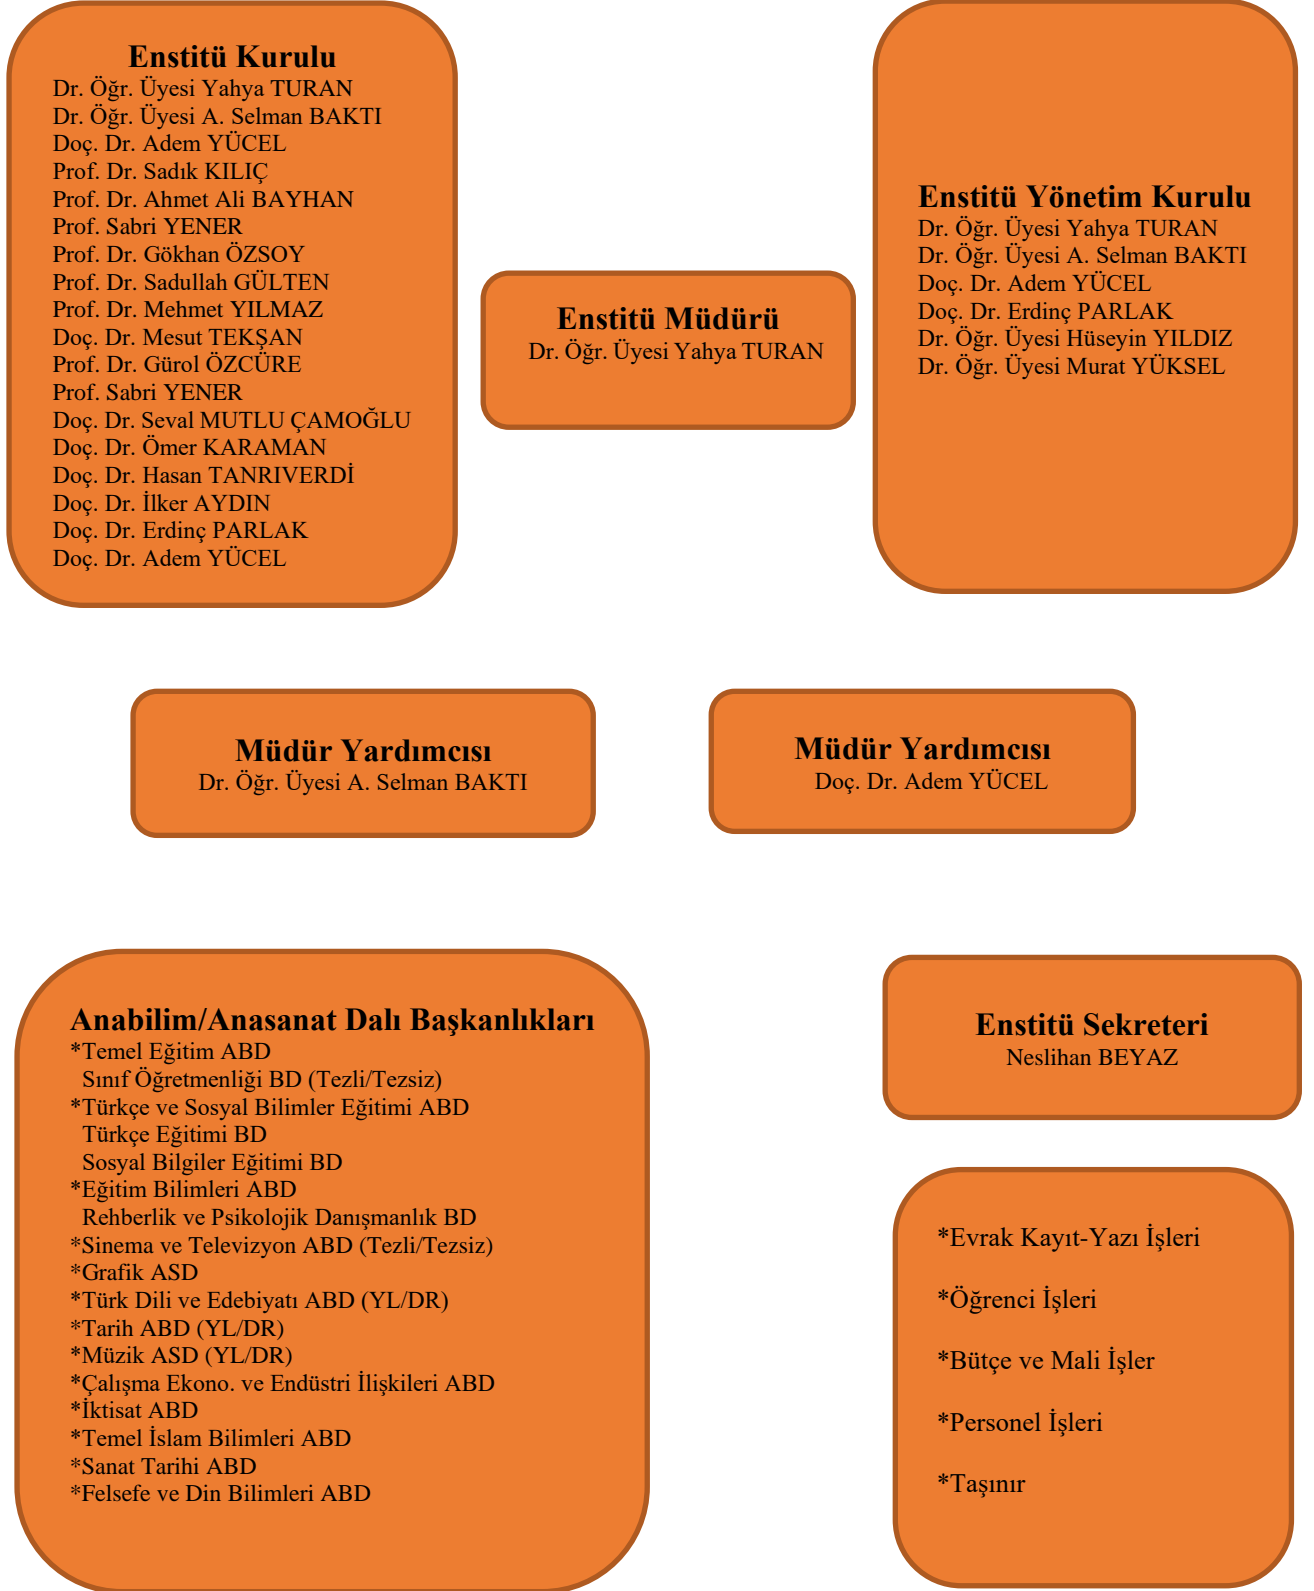 Enstitü Kurulu
Dr. Öğr. Üyesi Yahya TURAN
Dr. Öğr. Üyesi A. Selman BAKTI
Doç. Dr. Adem YÜCEL
Prof. Dr. Sadık KILIÇ
Prof. Dr. Ahmet Ali BAYHAN
Prof. Sabri YENER
Prof. Dr. Gökhan ÖZSOY
Prof. Dr. Sadullah GÜLTEN
Prof. Dr. Mehmet YILMAZ
Doç. Dr. Mesut TEKŞAN
Prof. Dr. Gürol ÖZCÜRE
Prof. Sabri YENER
Doç. Dr. Seval MUTLU ÇAMOĞLU
Doç. Dr. Ömer KARAMAN
Doç. Dr. Hasan TANRIVERDİ
Doç. Dr. İlker AYDIN
Doç. Dr. Erdinç PARLAK
Doç. Dr. Adem YÜCEL
Enstitü Müdürü
Dr. Öğr. Üyesi Yahya TURAN
Enstitü Yönetim Kurulu
Dr. Öğr. Üyesi Yahya TURAN
Dr. Öğr. Üyesi A. Selman BAKTI
Doç. Dr. Adem YÜCEL
Doç. Dr. Erdinç PARLAK
Dr. Öğr. Üyesi Hüseyin YILDIZ
Dr. Öğr. Üyesi Murat YÜKSEL
Müdür Yardımcısı
Dr. Öğr. Üyesi A. Selman BAKTI
Müdür Yardımcısı
Doç. Dr. Adem YÜCEL
Anabilim/Anasanat Dalı Başkanlıkları
*Temel Eğitim ABD
Sınıf Öğretmenliği BD (Tezli/Tezsiz)
*Türkçe ve Sosyal Bilimler Eğitimi ABD
Türkçe Eğitimi BD
Sosyal Bilgiler Eğitimi BD
*Eğitim Bilimleri ABD
Rehberlik ve Psikolojik Danışmanlık BD
*Sinema ve Televizyon ABD (Tezli/Tezsiz)
*Grafik ASD
*Türk Dili ve Edebiyatı ABD (YL/DR)
*Tarih ABD (YL/DR)
*Müzik ASD (YL/DR)
*Çalışma Ekono. ve Endüstri İlişkileri ABD
*İktisat ABD
*Temel İslam Bilimleri ABD
*Sanat Tarihi ABD
*Felsefe ve Din Bilimleri ABD
Enstitü Sekreteri
Neslihan BEYAZ
*Evrak Kayıt-Yazı İşleri
*Öğrenci İşleri
*Bütçe ve Mali İşler
*Personel İşleri
*Taşınır